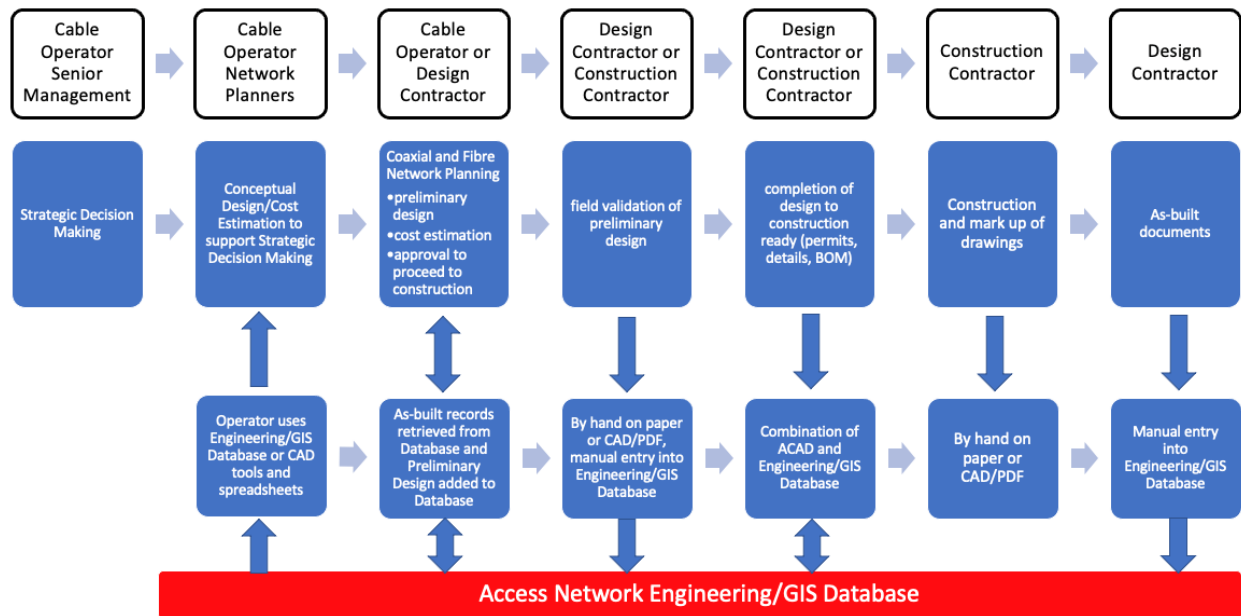 Cable
Operator
Senior
Management
Cable
Operator
Network
Planners
Cable
Operator or
Design
Contractor
Design
Contractor or
Construction
Contractor
Design
Contractor or
Construction
Contractor
Construction
Contractor
Design
Contractor
Strategic Decision
Making
Conceptual
Design/Cost
Estimation to
support Strategic
Decision Making
Coaxial and Fibre
Network Planning
•preliminary
design
•cost estimation
•approval to
proceed to
construction
field validation of
preliminary
design
completion of
design to
construction
ready (permits,
details, BOM)
Construction
and mark up of
drawings
As-built
documents
Operator uses
Engineering/GIS
Database or CAD
tools and
spreadsheets
As-built records
retrieved from
Database and
Preliminary
Design added to
Database
By hand on paper
or CAD/PDF,
manual entry into
Engineering/GIS
Database
Combination of
ACAD and
Engineering/GIS
Database
By hand on
paper or
CAD/PDF
Manual entry
into
Engineering/GIS
Database
Access Network Engineering/GIS Database